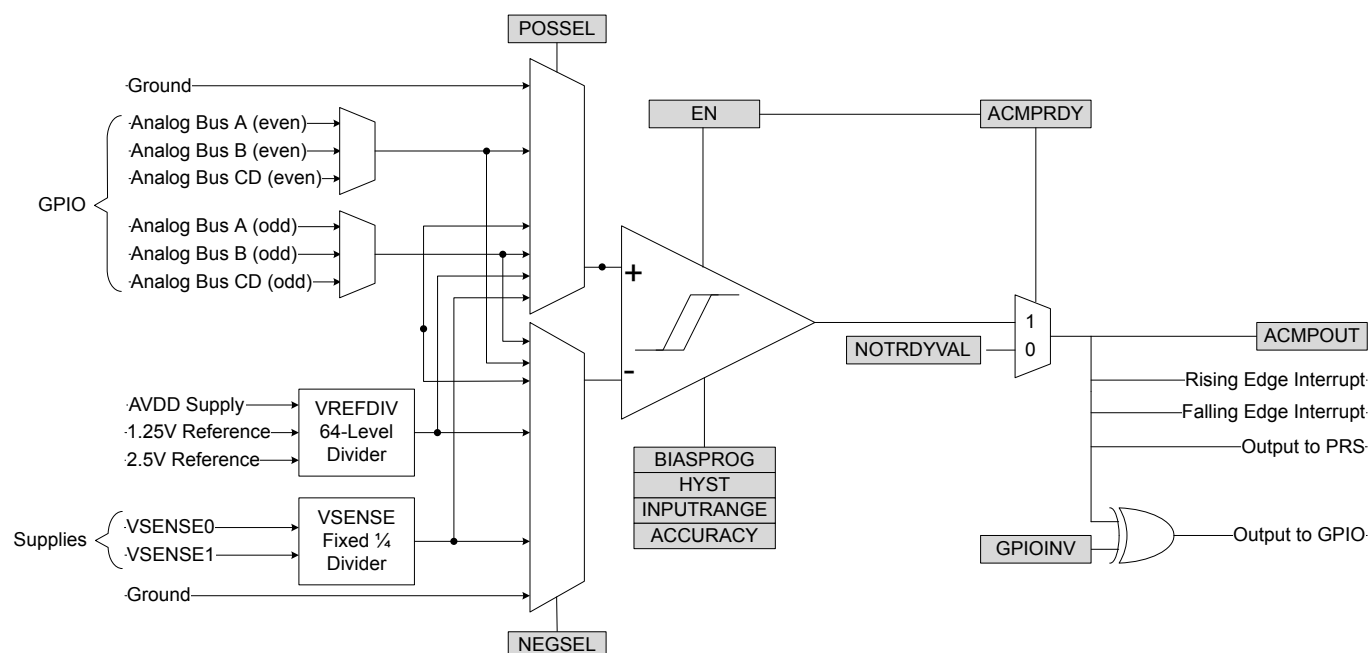 POSSEL
Ground
EN
ACMPRDY
Analog Bus A (even)
Analog Bus B (even)
Analog Bus CD (even)
GPIO
Analog Bus A (odd)
Analog Bus B (odd)
Analog Bus CD (odd)
+
-
1
0
NOTRDYVAL
ACMPOUT
Rising Edge Interrupt
Falling Edge Interrupt
Output to PRS
AVDD Supply
1.25V Reference
2.5V Reference
VREFDIV
64-Level
Divider
BIASPROG
HYST
INPUTRANGE
ACCURACY
Supplies
VSENSE0
VSENSE1
VSENSE
Fixed ¼
Divider
GPIOINV
Output to GPIO
Ground
NEGSEL